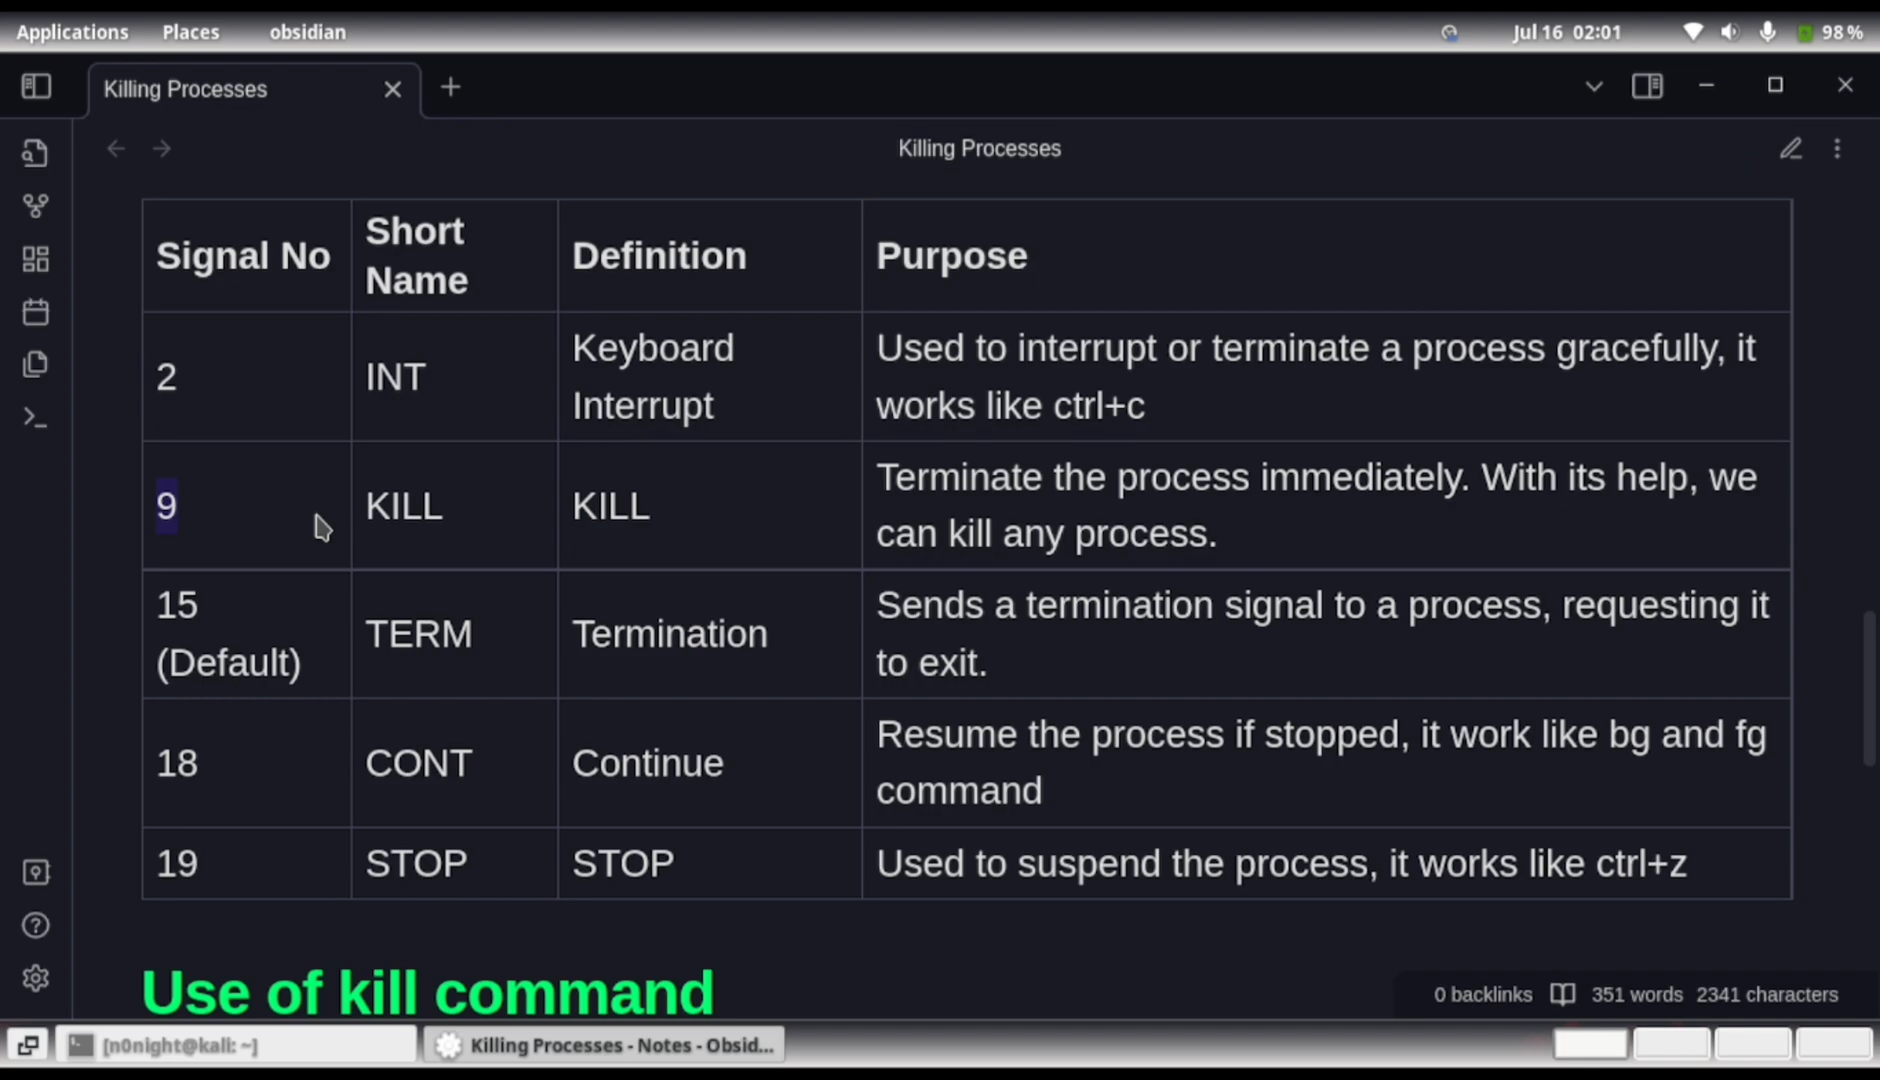 Applications Places obsidian Jul 16 02:01 98%
Killing Processes
Killing Processes
Signal No Short Name Definition Purpose
2 INT Keyboard Interrupt Used to interrupt or terminate a process gracefully, it works like ctrl+c
9 KILL KILL Terminate the process immediately. With its help, we can kill any process.
15 (Default) TERM Termination Sends a termination signal to a process, requesting it to exit.
18 CONT Continue Resume the process if stopped, it work like bg and fg command
19 STOP STOP Used to suspend the process, it works like ctrl+z
Use of kill command
0 backlinks 351 words 2341 characters
[n0night@kali: ~] Killing Processes - Notes - Obsid...